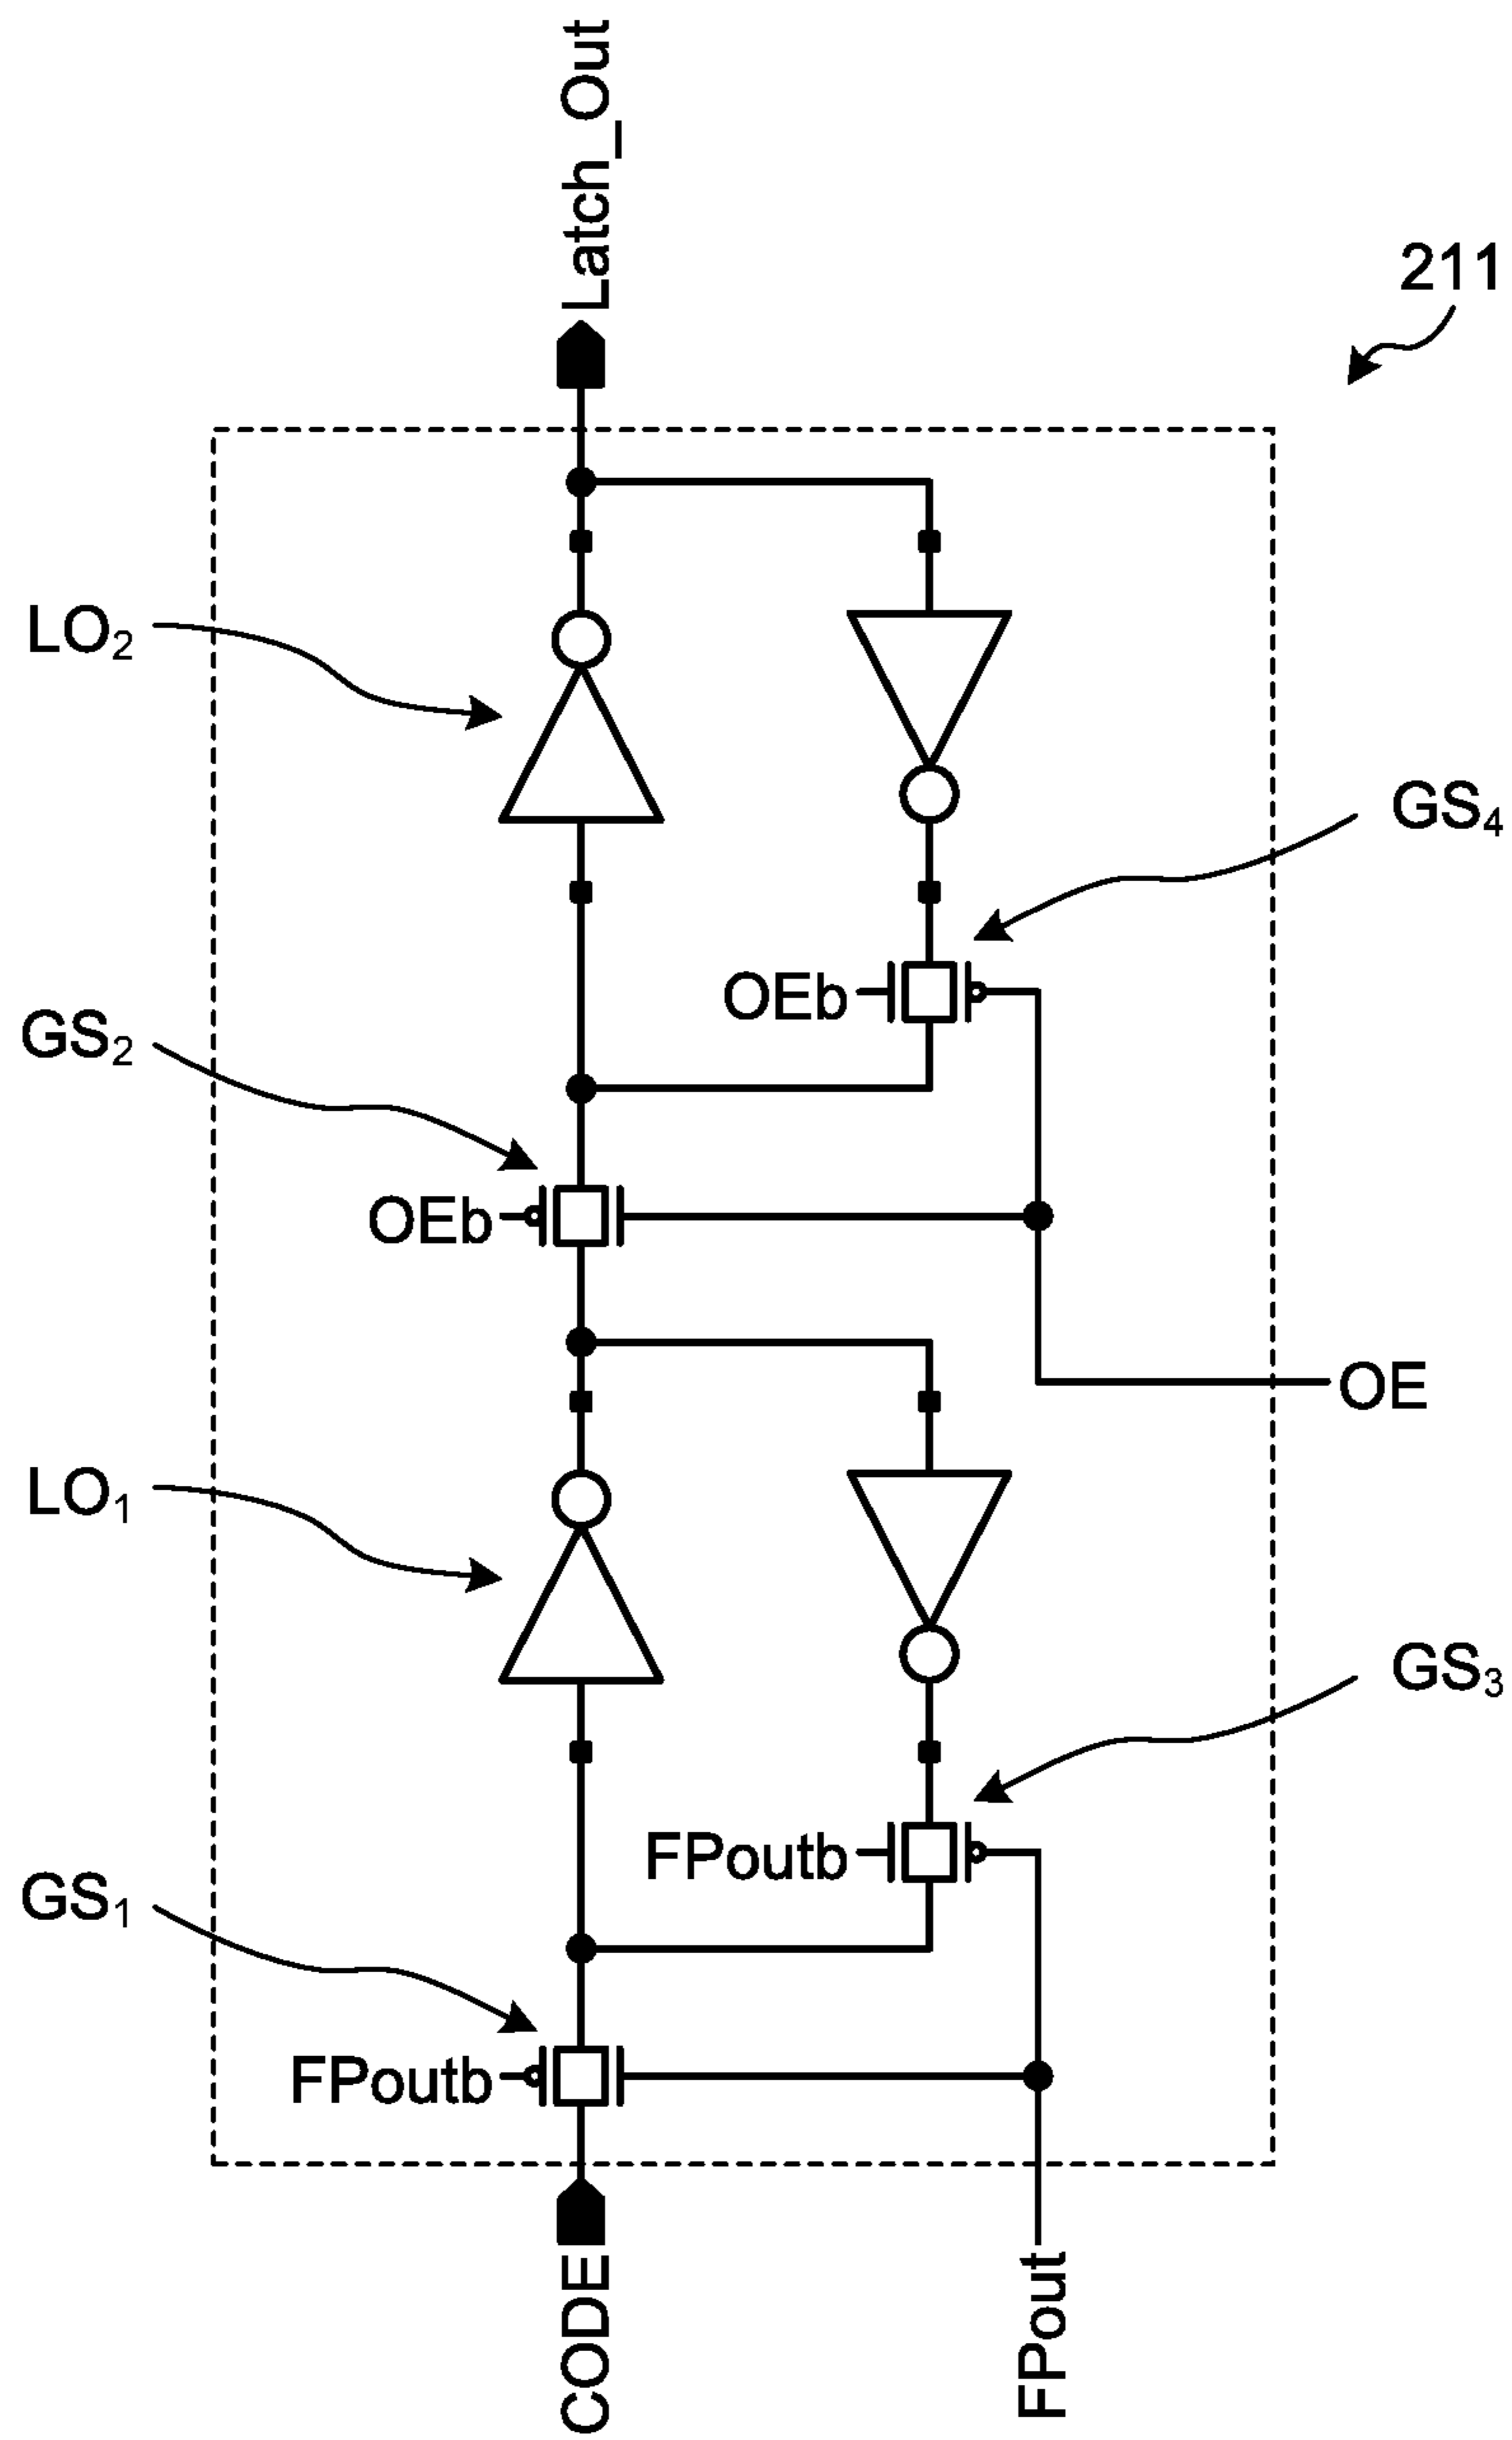 Latch_Out
211
LO2
GS4
OEb
GS2
OEb
OE
LO1
GS3
FPoutb
GS1
FPoutb
CODE
FPout